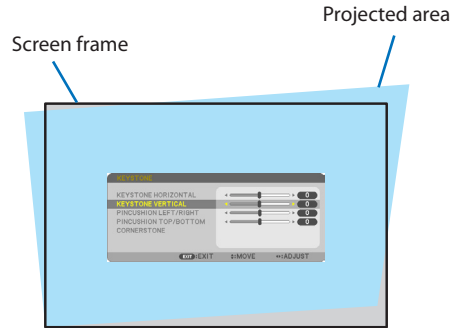 Projected area
Screen frame
KEYSTONE
KEYSTONE HORIZONTAL 0
KEYSTONE VERTICAL 0
PINCUSHION LEFT/RIGHT 0
PINCUSHION TOP/BOTTOM 0
CORNERSTONE
EXIT :EXIT ↕:MOVE ↔:ADJUST